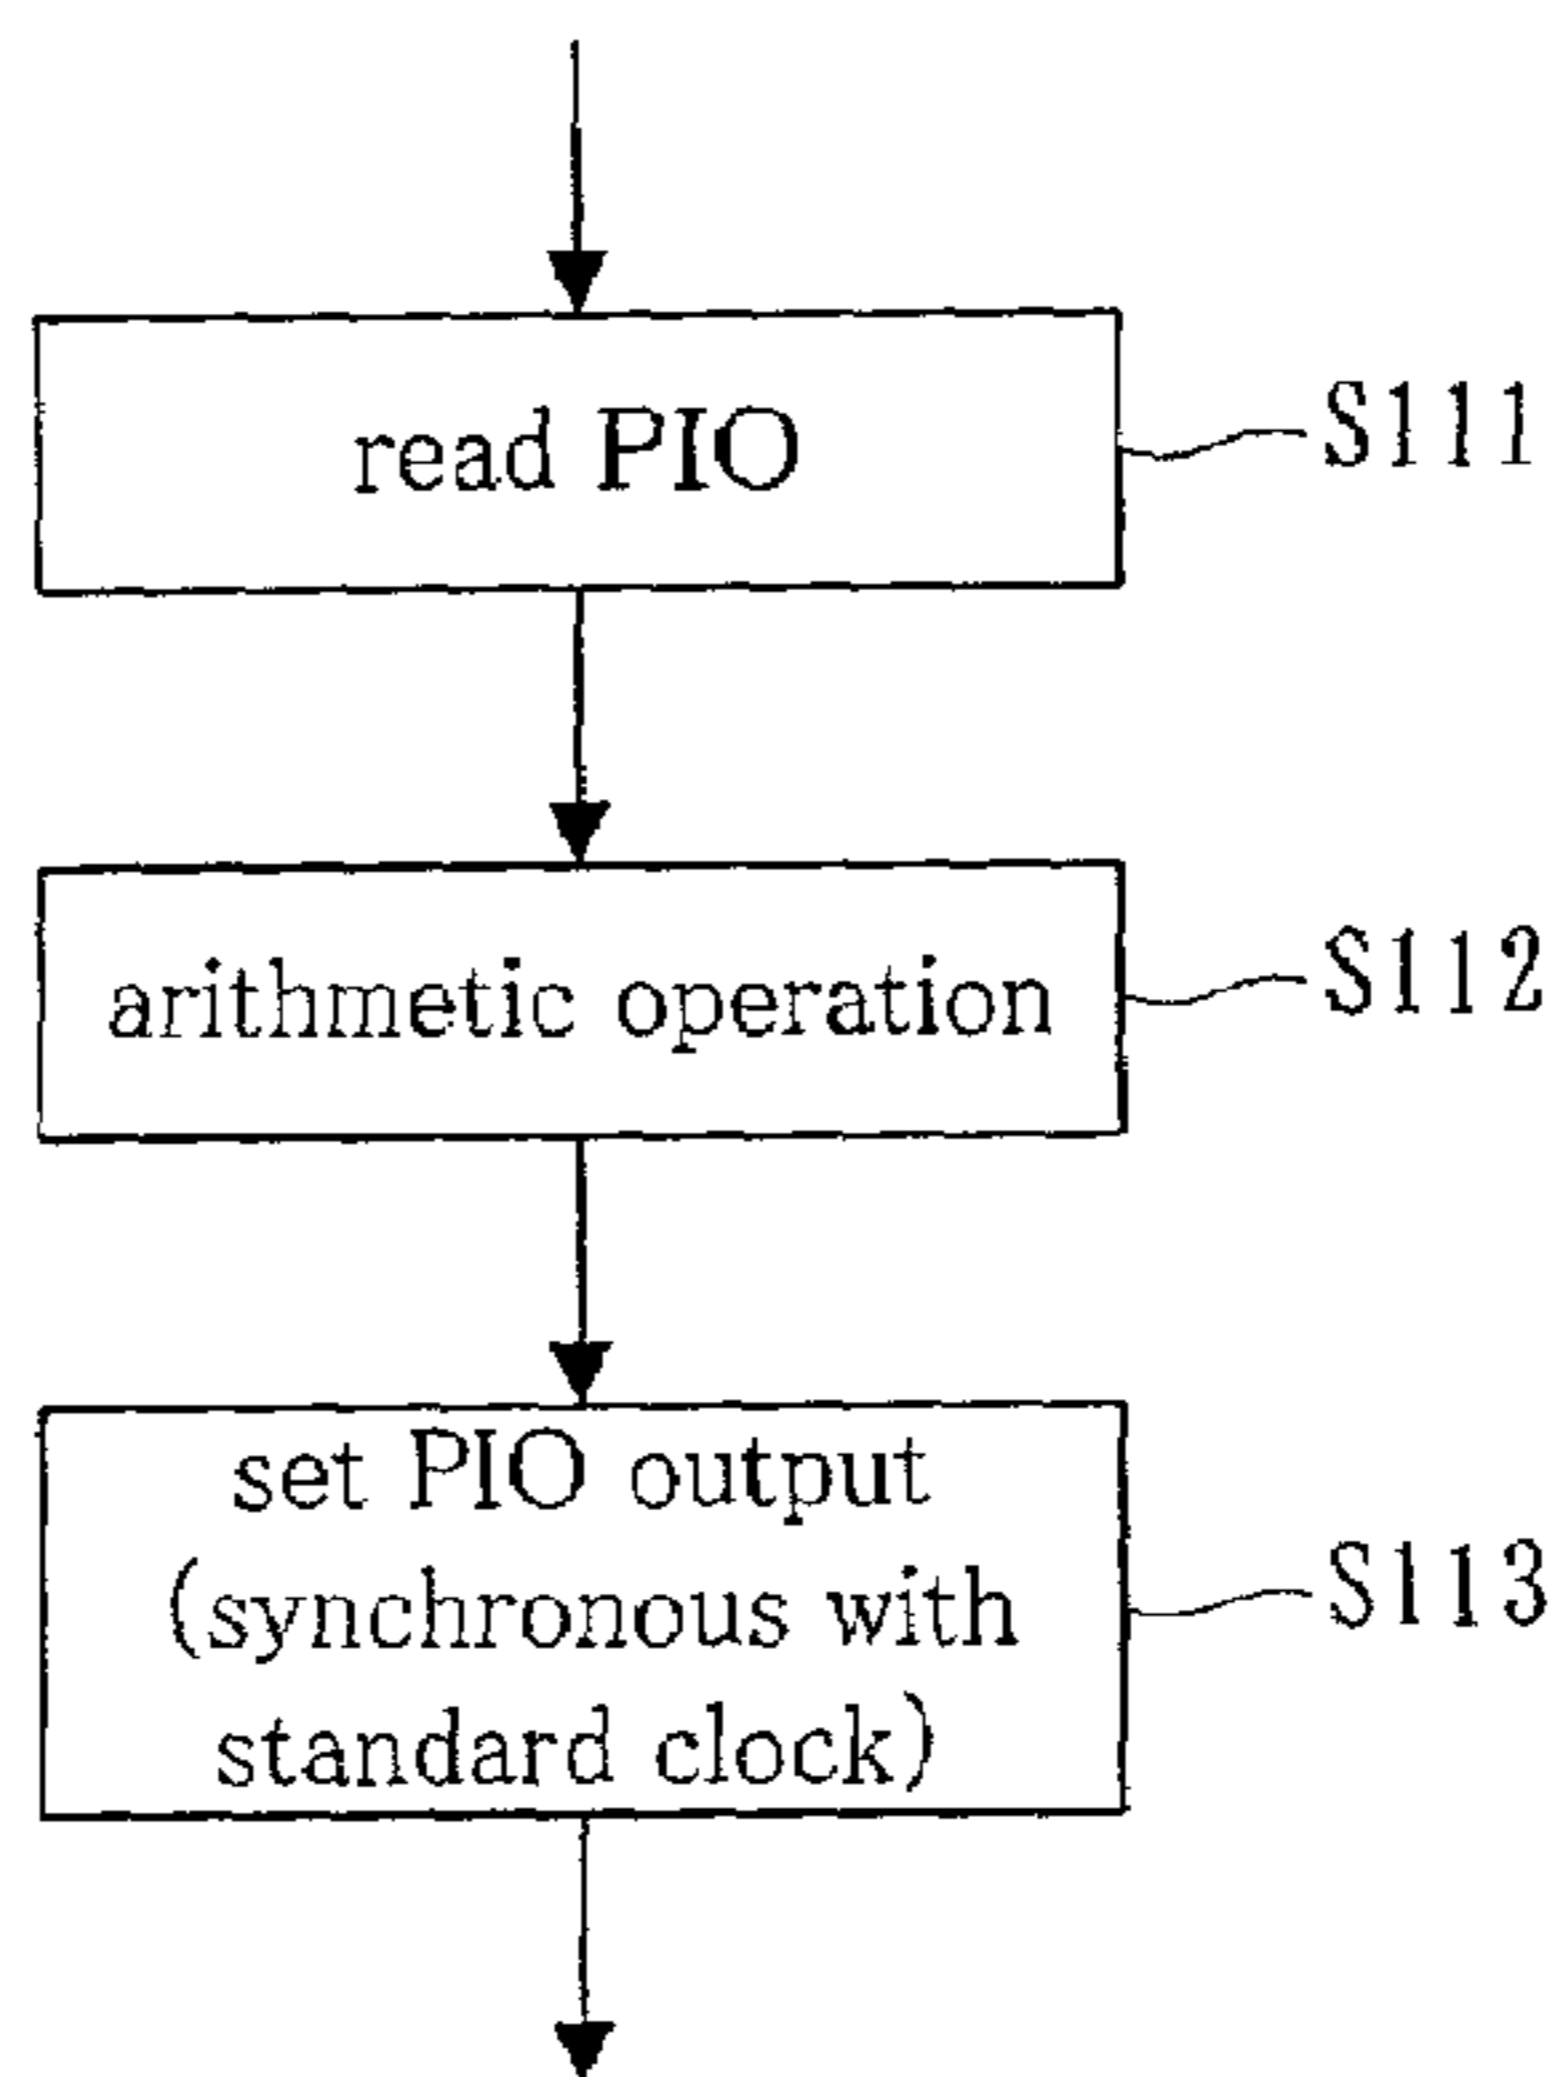 read PIO
S111
arithmetic operation
S112
set PIO output
(synchronous with
standard clock)
S113